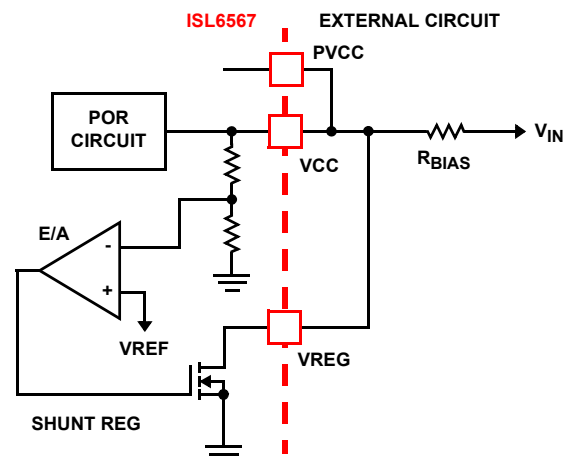 ISL6567
EXTERNAL CIRCUIT
PVCC
POR
CIRCUIT
VCC
RBIAS
VIN
E/A
-
+
VREF
VREG
SHUNT REG